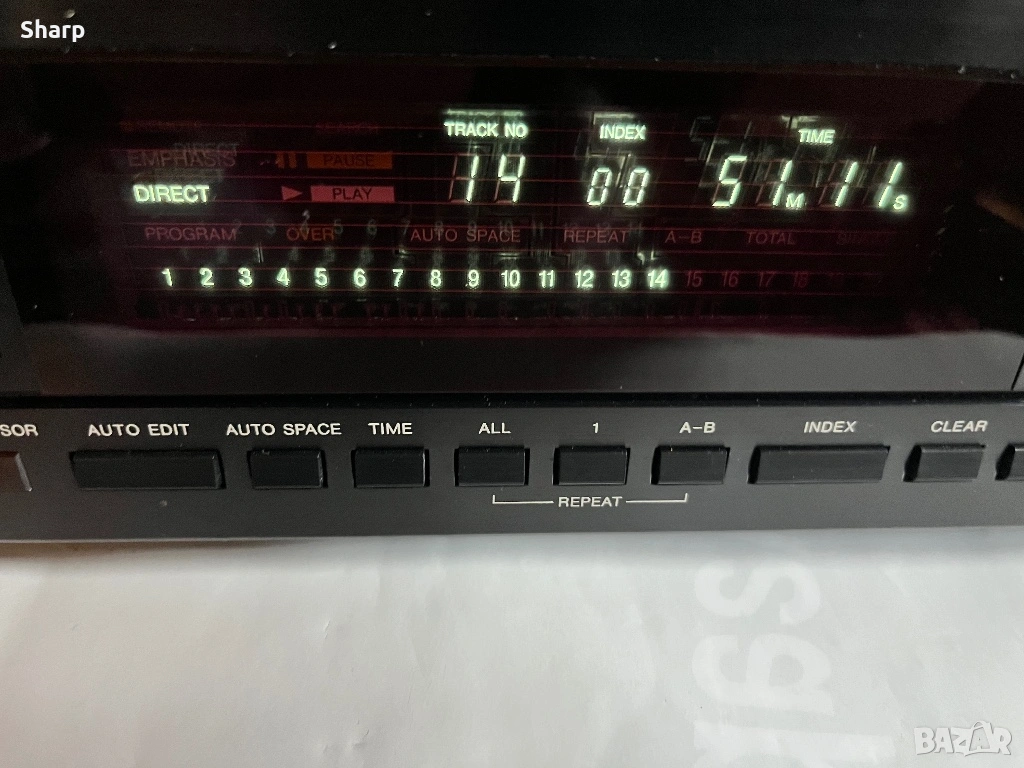 Sharp
TRACK NO INDEX TIME
EMPHASIS PAUSE 14 00 51M 11S
DIRECT PLAY
PROGRAM OVER AUTO SPACE REPEAT A-B TOTAL
1 2 3 4 5 6 7 8 9 10 11 12 13 14 15 16 17 18
SOR AUTO EDIT AUTO SPACE TIME ALL 1 A-B INDEX CLEAR
REPEAT
BAZAR